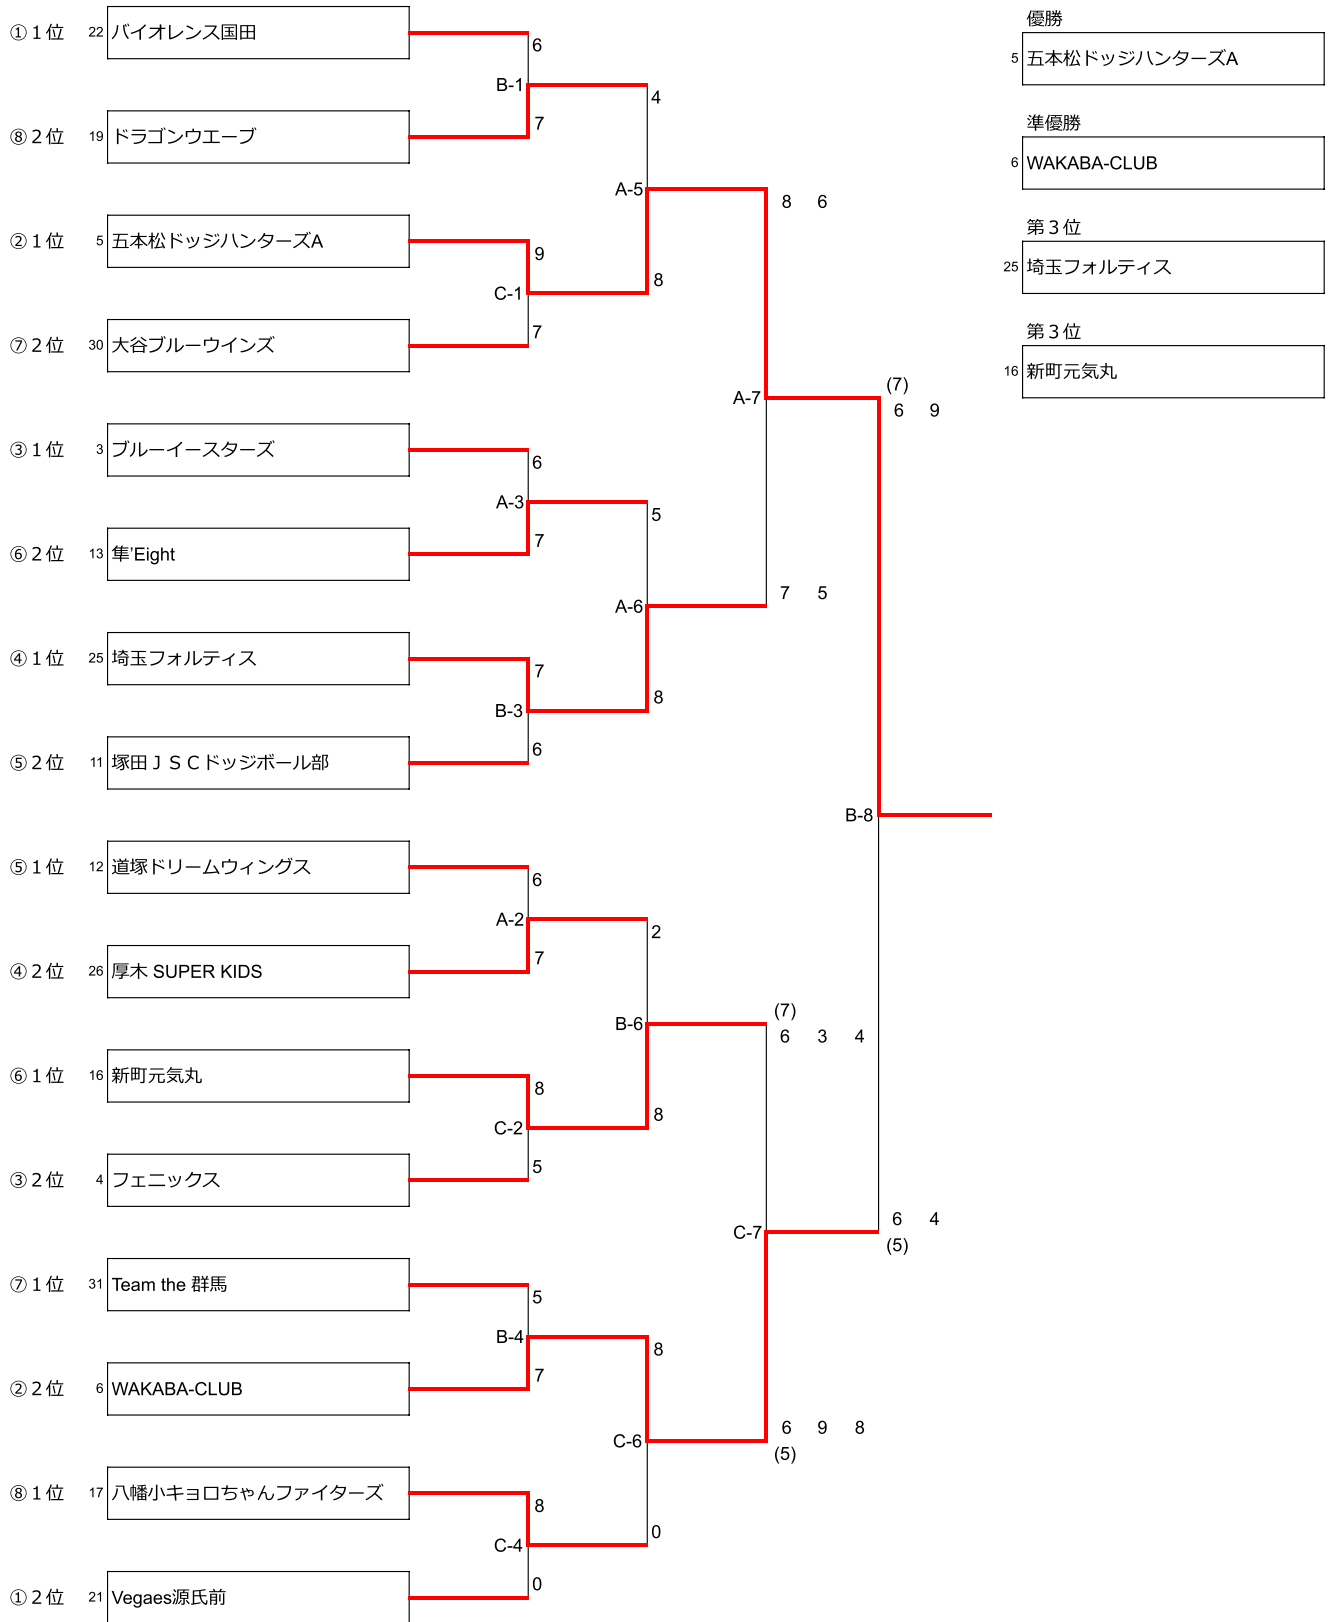 ①１位 22 バイオレンス国田
6
B-1
4
⑧２位 19 ドラゴンウエーブ
7
A-5
8 6
②１位 5 五本松ドッジハンターズA
9
C-1
8
⑦２位 30 大谷ブルーウインズ
7
A-7
(7)
6 9
③１位 3 ブルーイースターズ
6
A-3
5
⑥２位 13 隼’Eight
7
A-6
7 5
④１位 25 埼玉フォルティス
7
B-3
8
⑤２位 11 塚田ＪＳＣドッジボール部
6
B-8
⑤１位 12 道塚ドリームウィングス
6
A-2
2
④２位 26 厚木 SUPER KIDS
7
B-6
(7)
6 3 4
⑥１位 16 新町元気丸
8
C-2
8
③２位 4 フェニックス
5
C-7
6 4
(5)
⑦１位 31 Team the 群馬
5
B-4
8
②２位 6 WAKABA-CLUB
7
C-6
6 9 8
(5)
⑧１位 17 八幡小キョロちゃんファイターズ
8
C-4
0
①２位 21 Vegaes源氏前
0
優勝
5 五本松ドッジハンターズA
準優勝
6 WAKABA-CLUB
第３位
25 埼玉フォルティス
第３位
16 新町元気丸